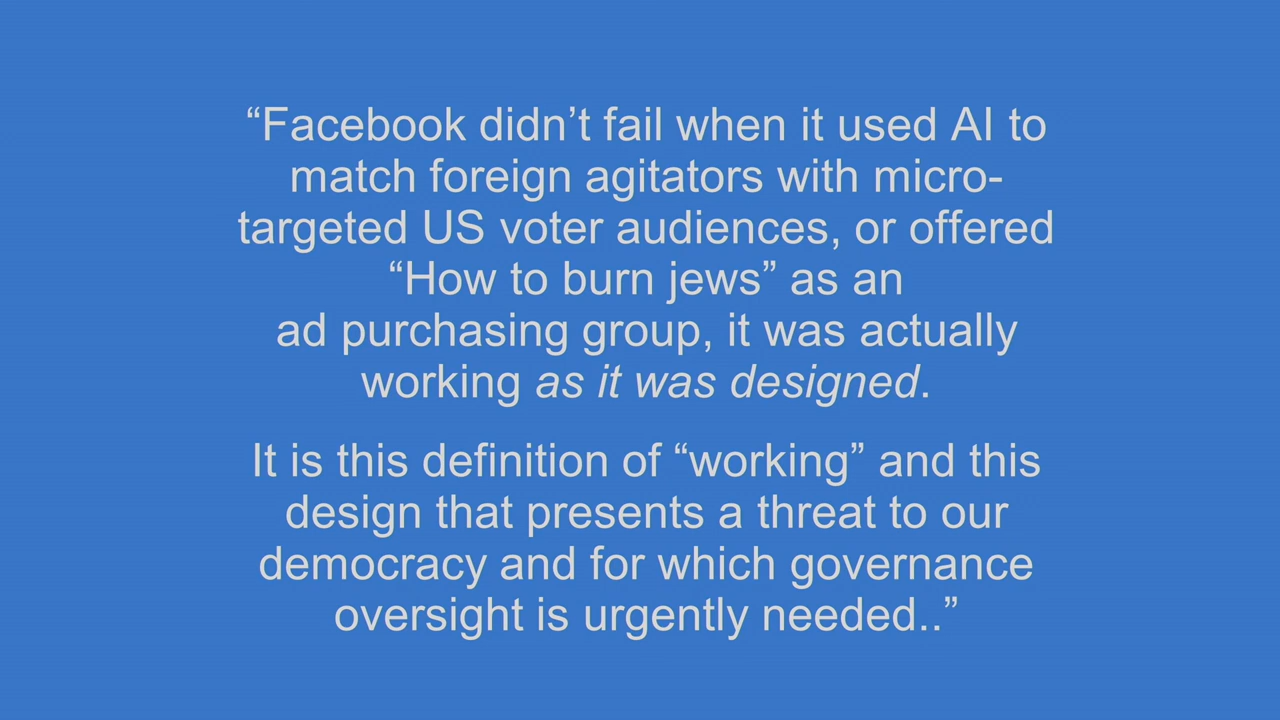 “Facebook didn’t fail when it used AI to
match foreign agitators with micro-
targeted US voter audiences, or offered
“How to burn jews” as an
ad purchasing group, it was actually
working as it was designed.
It is this definition of “working” and this
design that presents a threat to our
democracy and for which governance
oversight is urgently needed..”